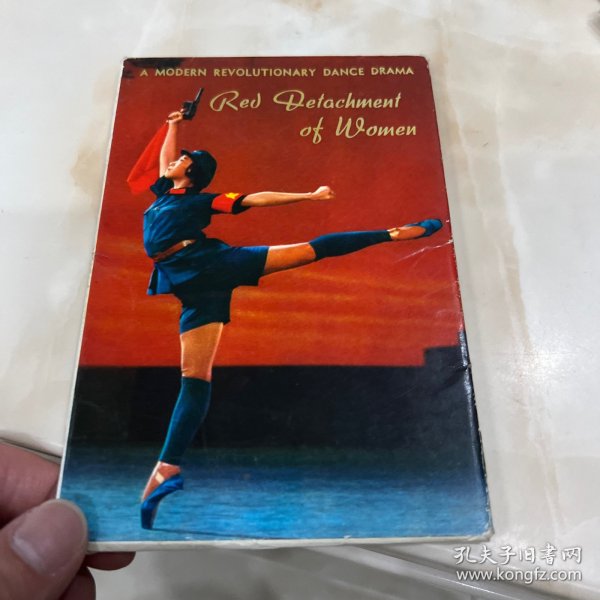 A MODERN REVOLUTIONARY DANCE DRAMA
Red Detachment
of Women
孔夫子旧书网
www.kongfz.com